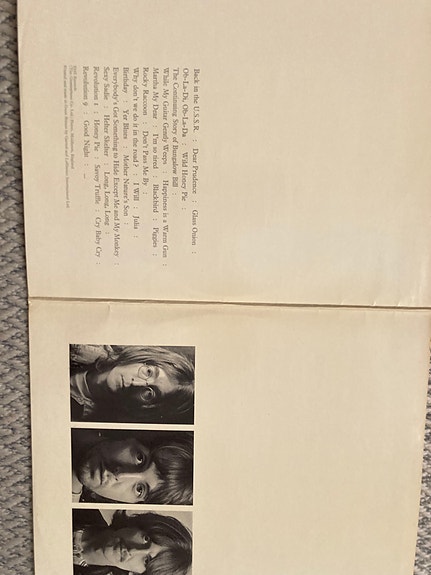 Back in the U.S.S.R. : Dear Prudence : Glass Onion :
Ob-La-Di, Ob-La-Da : Wild Honey Pie :
The Continuing Story of Bungalow Bill :
While My Guitar Gently Weeps : Happiness is a Warm Gun :
Martha My Dear : I'm so tired : Blackbird : Piggies :
Rocky Raccoon : Don't Pass Me By :
Why don't we do it in the road? : I Will : Julia :
Birthday : Yer Blues : Mother Nature's Son :
Everybody's Got Something to Hide Except Me and My Monkey :
Sexy Sadie : Helter Skelter : Long, Long, Long :
Revolution 1 : Honey Pie : Savoy Truffle : Cry Baby Cry :
Revolution 9 : Good Night :